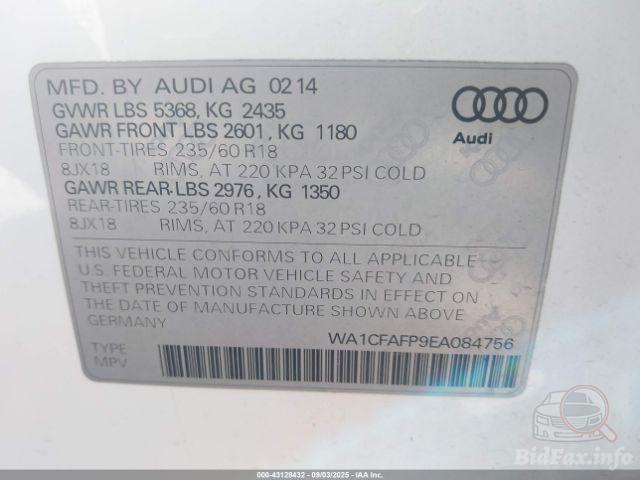 MFD. BY AUDI AG 0214
GVWR LBS 5368, KG 2435
GAWR FRONT LBS 2601, KG 1180
FRONT-TIRES 235/60 R18
8JX18 RIMS, AT 220 KPA 32 PSI COLD
GAWR REAR-LBS 2976, KG 1350
REAR-TIRES 235/60 R18
8JX18 RIMS, AT 220 KPA 32 PSI COLD
Audi
THIS VEHICLE CONFORMS TO ALL APPLICABLE
U.S. FEDERAL MOTOR VEHICLE SAFETY AND
THEFT PREVENTION STANDARDS IN EFFECT ON
THE DATE OF MANUFACTURE SHOWN ABOVE
GERMANY
WA1CFAFP9EA084756
TYPE
MPV
BidFax.info
000-43128432 - 09/03/2025 - IAA Inc.